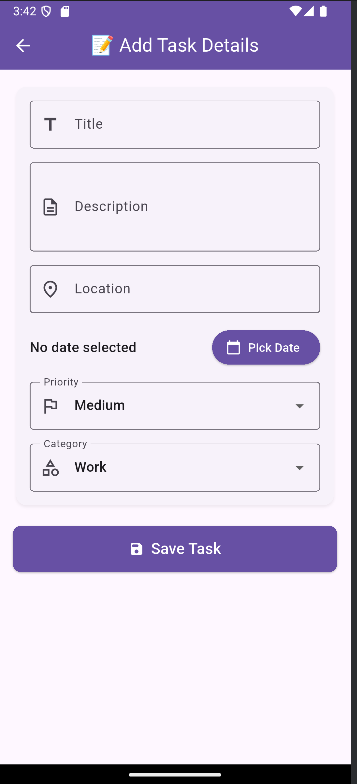 3:42
📝 Add Task Details
Title
Description
Location
No date selected
Pick Date
Priority
Medium
Category
Work
Save Task